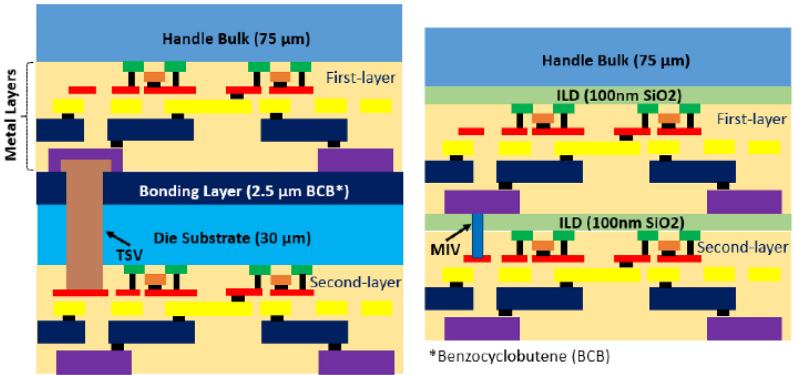 Handle Bulk (75 µm)
First-layer
Metal Layers
Bonding Layer (2.5 µm BCB*)
TSV
Die Substrate (30 µm)
Second-layer
Handle Bulk (75 µm)
ILD (100nm SiO2)
First-layer
ILD (100nm SiO2)
MIV
Second-layer
*Benzocyclobutene (BCB)